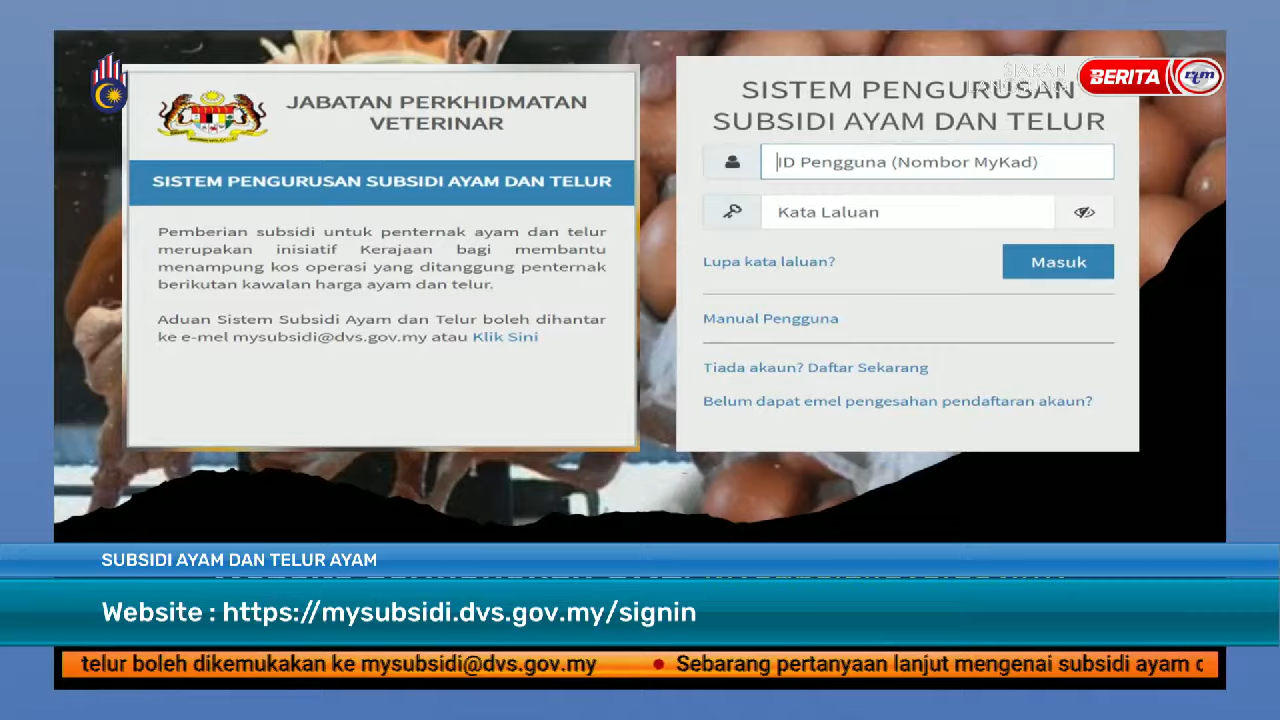 BERITA rtm
JABATAN PERKHIDMATAN
VETERINAR
SISTEM PENGURUSAN SUBSIDI AYAM DAN TELUR
Pemberian subsidi untuk penternak ayam dan telur
merupakan inisiatif Kerajaan bagi membantu
menampung kos operasi yang ditanggung penternak
berikutan kawalan harga ayam dan telur.
Aduan Sistem Subsidi Ayam dan Telur boleh dihantar
ke e-mel mysubsidi@dvs.gov.my atau Klik Sini
SISTEM PENGURUSAN
SUBSIDI AYAM DAN TELUR
ID Pengguna (Nombor MyKad)
Kata Laluan
Lupa kata laluan?
Masuk
Manual Pengguna
Tiada akaun? Daftar Sekarang
Belum dapat emel pengesahan pendaftaran akaun?
SUBSIDI AYAM DAN TELUR AYAM
Website : https://mysubsidi.dvs.gov.my/signin
telur boleh dikemukakan ke mysubsidi@dvs.gov.my • Sebarang pertanyaan lanjut mengenai subsidi ayam